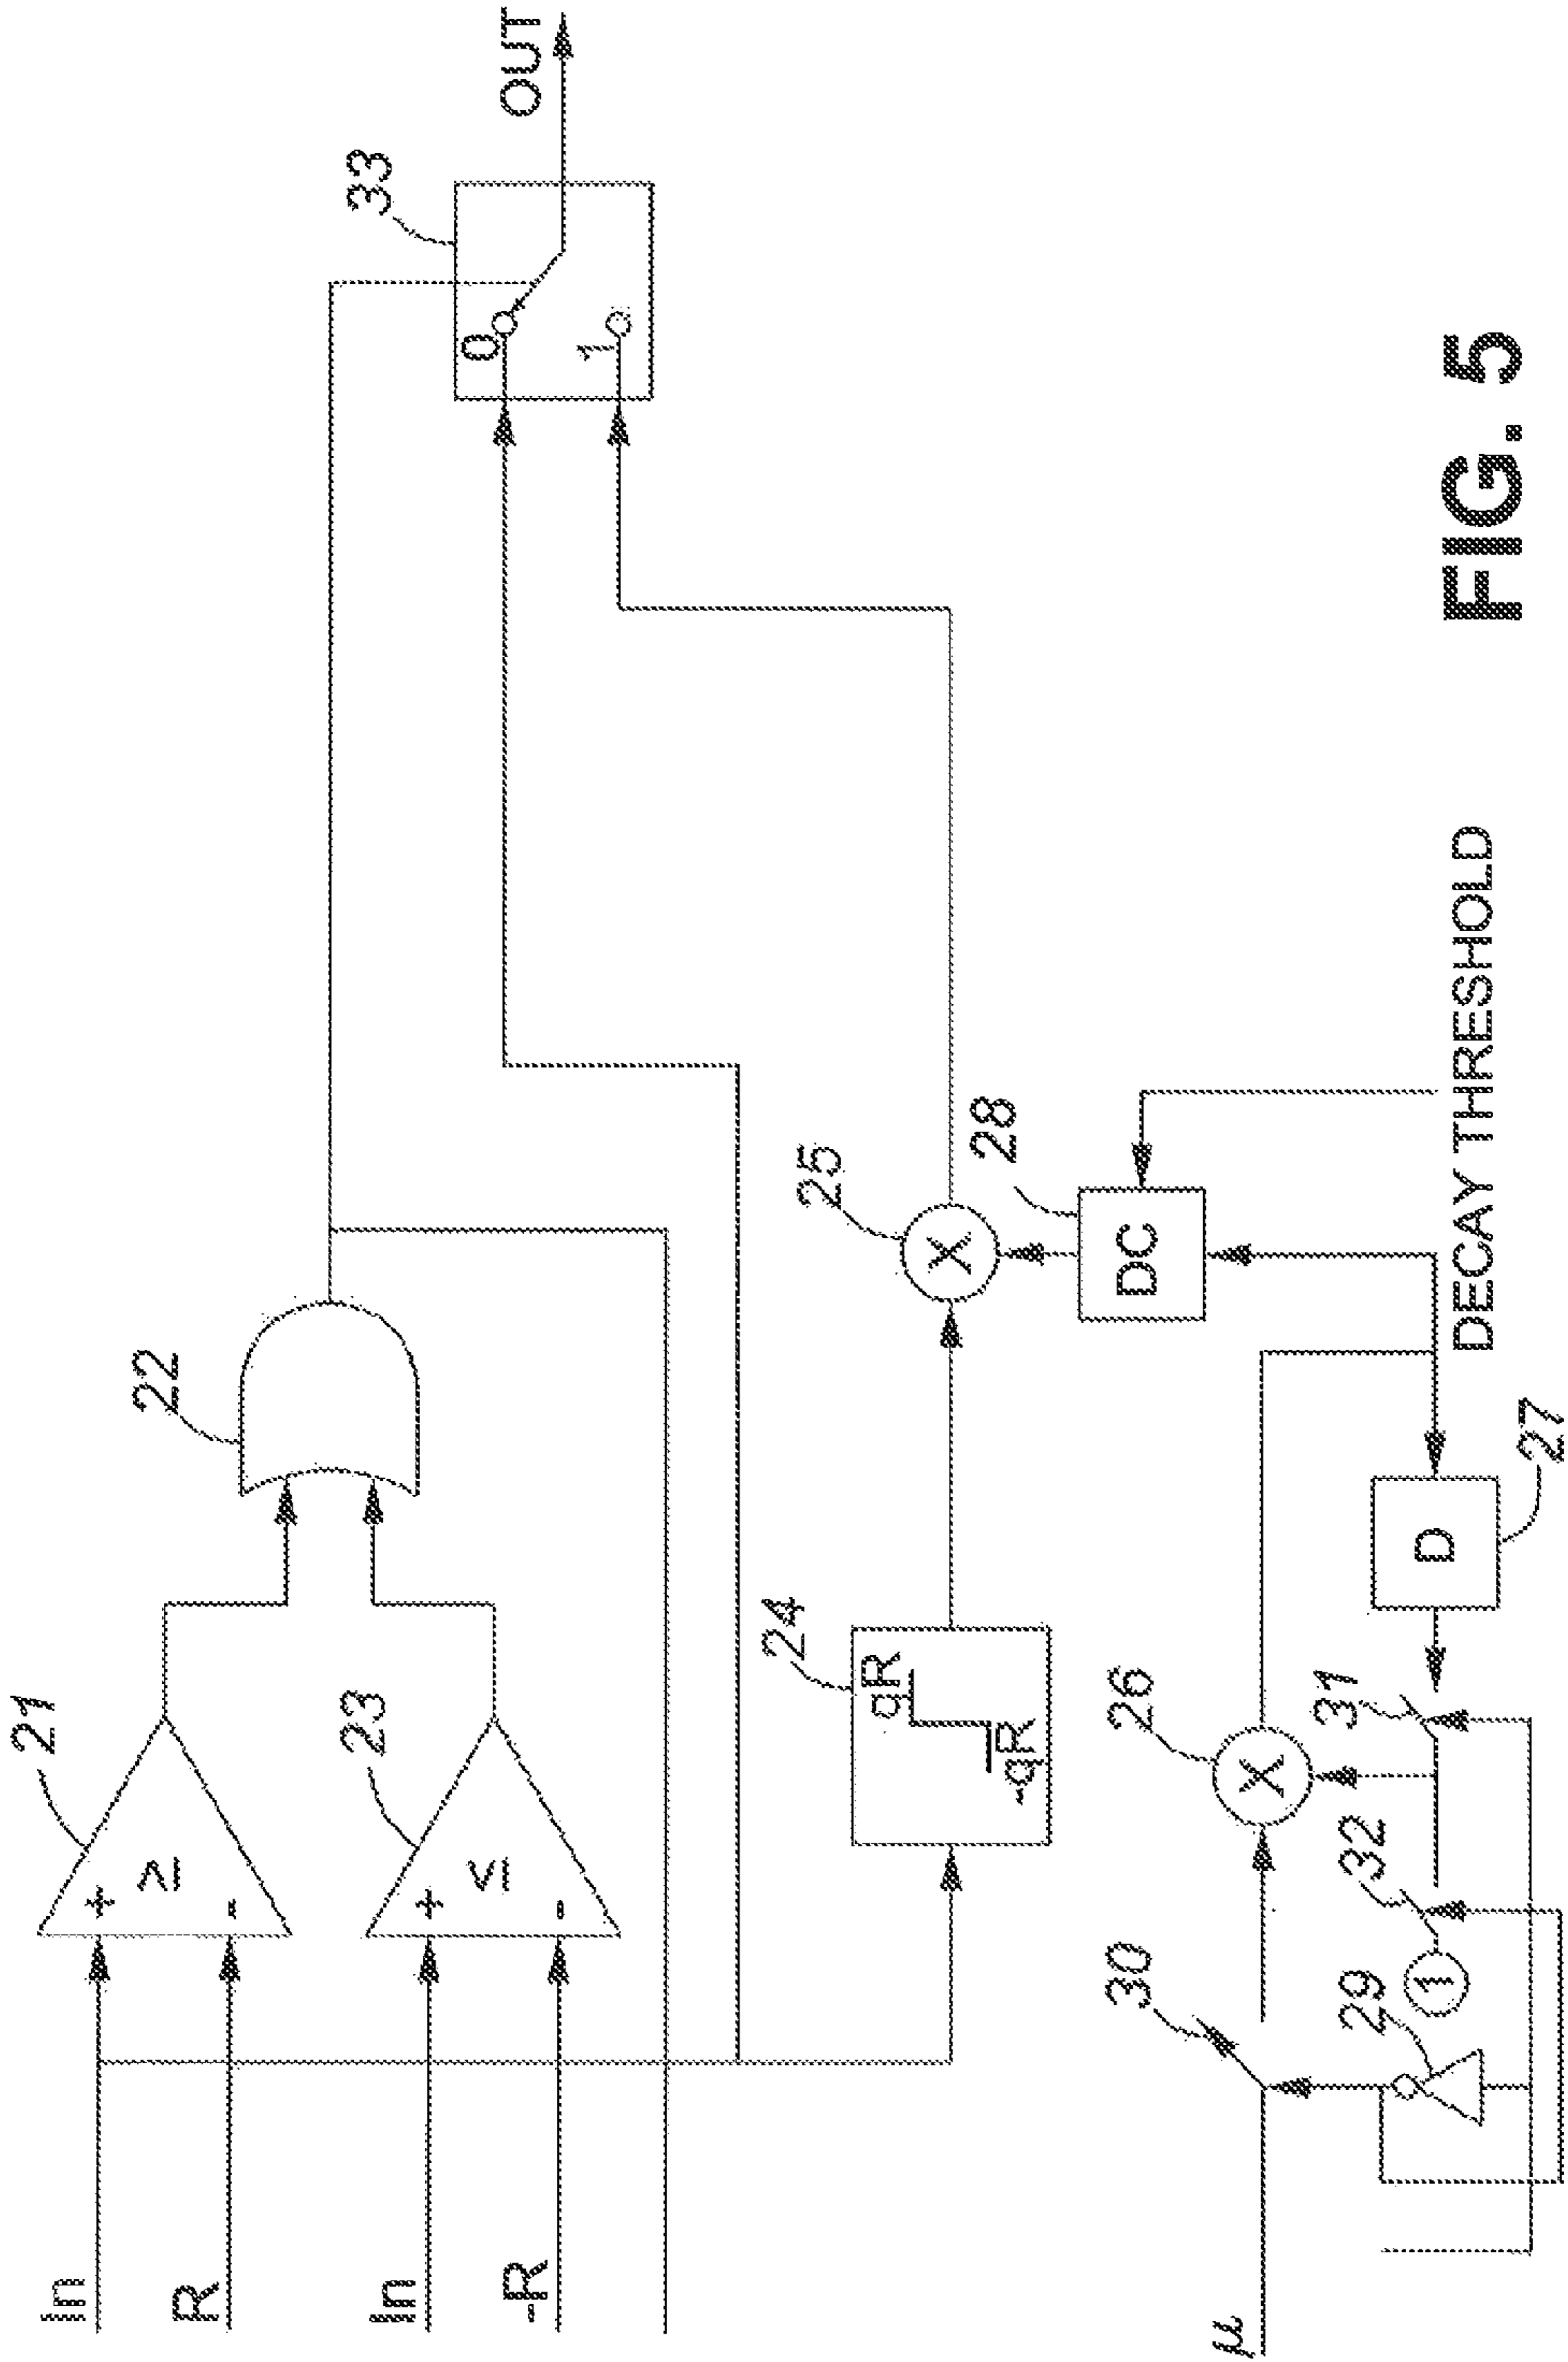 In
R
In
-R
21
+
≥
-
23
+
≤
-
22
33
0
1
OUT
24
qR
-qR
25
28
DC
DECAY THRESHOLD
26
μ
30
29
1
32
31
D
27
FIG. 5